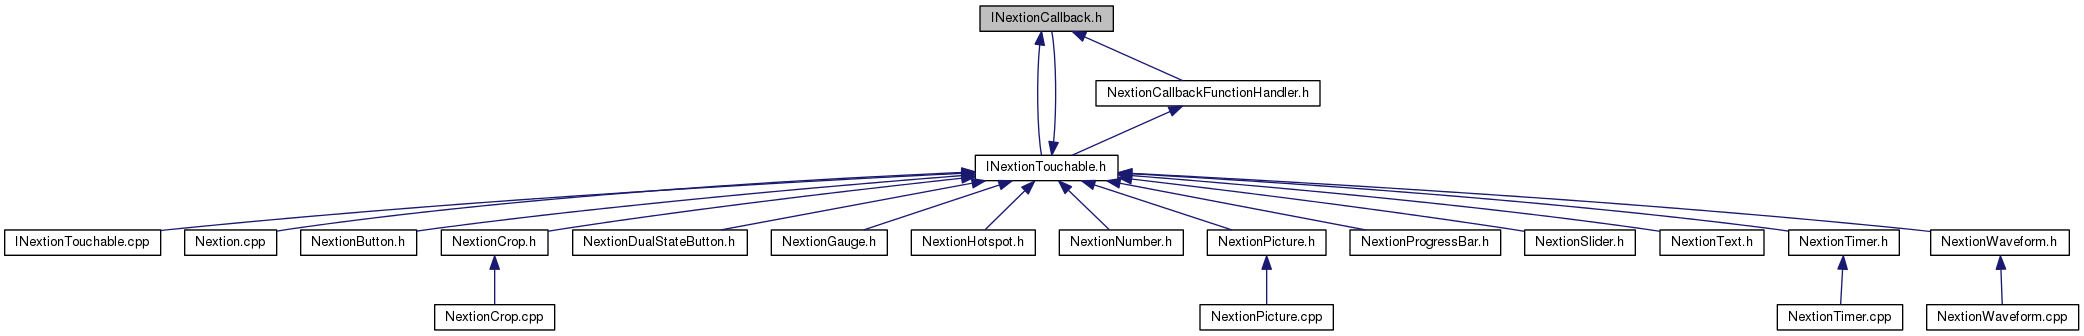 INextionCallback.h
NextionCallbackFunctionHandler.h
INextionTouchable.h
INextionTouchable.cpp
Nextion.cpp
NextionButton.h
NextionCrop.h
NextionDualStateButton.h
NextionGauge.h
NextionHotspot.h
NextionNumber.h
NextionPicture.h
NextionProgressBar.h
NextionSlider.h
NextionText.h
NextionTimer.h
NextionWaveform.h
NextionCrop.cpp
NextionPicture.cpp
NextionTimer.cpp
NextionWaveform.cpp